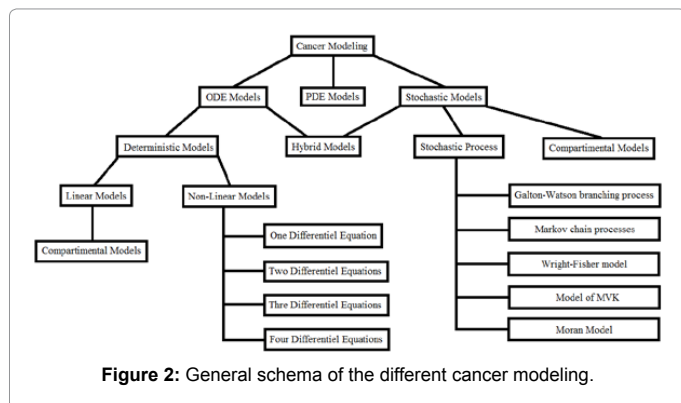 Cancer Modeling
ODE Models
PDE Models
Stochastic Models
Deterministic Models
Hybrid Models
Stochastic Process
Compartimental Models
Linear Models
Non-Linear Models
Galton-Watson branching process
Markov chain processes
Wright-Fisher model
Model of MVK
Moran Model
Compartimental Models
One Differentiel Equation
Two Differentiel Equations
Thre Differentiel Equations
Four Differentiel Equations
Figure 2: General schema of the different cancer modeling.